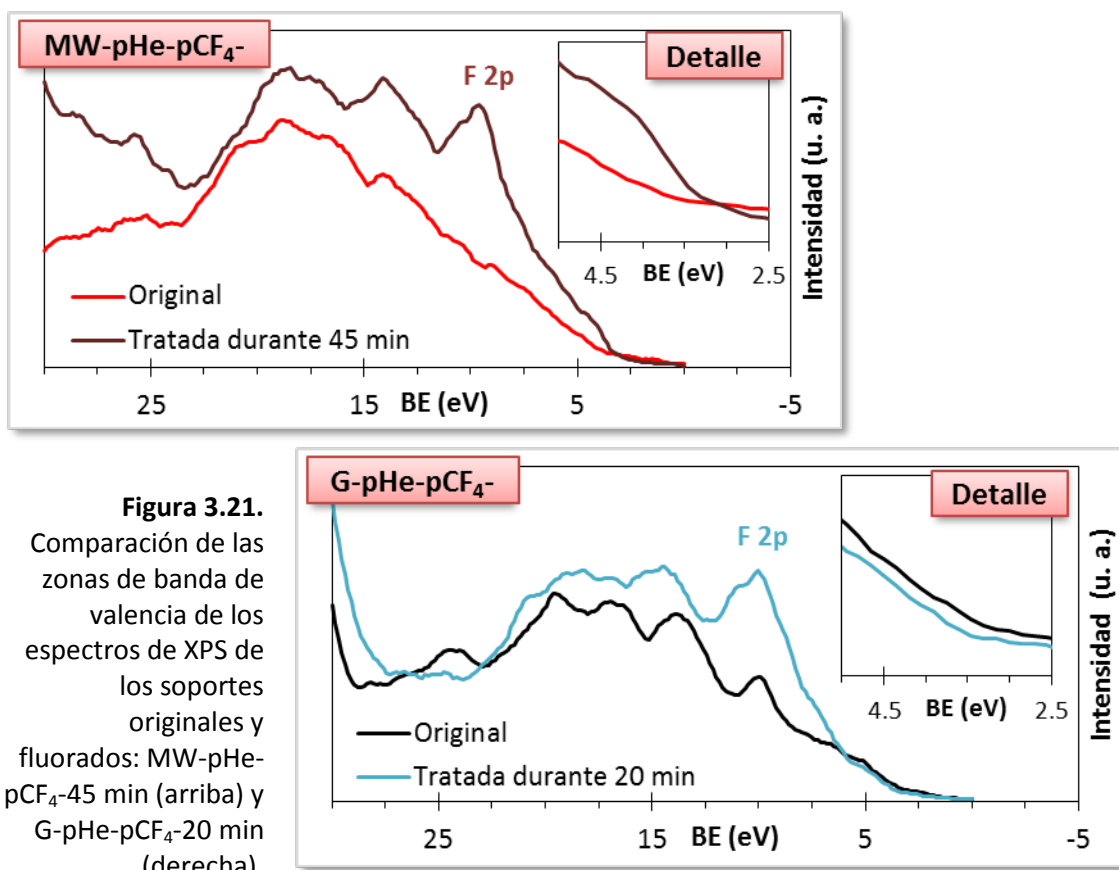 MW-pHe-pCF₄-
Detalle
F 2p
4.5 BE (eV) 2.5
Intensidad (u. a.)
Original
Tratada durante 45 min
25 15 BE (eV) 5 -5
Figura 3.21.
Comparación de las
zonas de banda de
valencia de los
espectros de XPS de
los soportes
originales y
fluorados: MW-pHe-
pCF₄-45 min (arriba) y
G-pHe-pCF₄-20 min
(derecha).
G-pHe-pCF₄-
Detalle
F 2p
4.5 BE (eV) 2.5
Intensidad (u. a.)
Original
Tratada durante 20 min
25 15 BE (eV) 5 -5